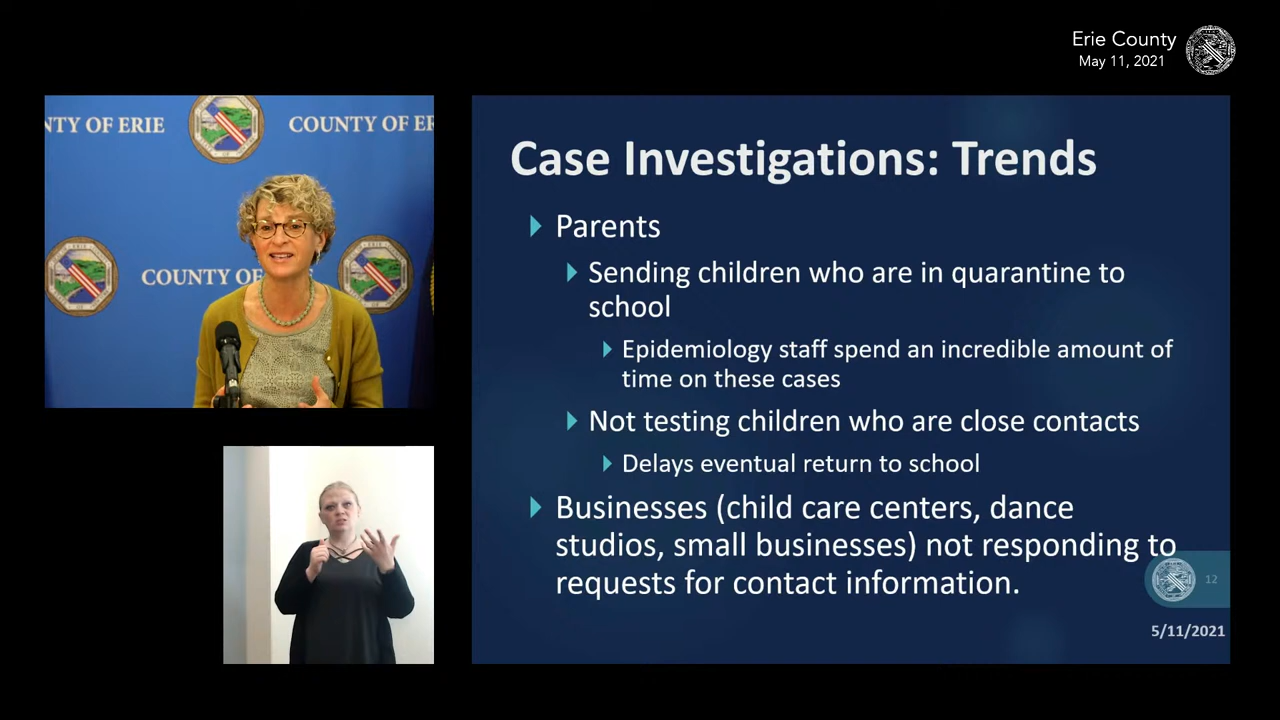 Erie County
May 11, 2021
NTY OF ERIE
COUNTY OF ER
COUNTY OF
Case Investigations: Trends
Parents
Sending children who are in quarantine to
school
Epidemiology staff spend an incredible amount of
time on these cases
Not testing children who are close contacts
Delays eventual return to school
Businesses (child care centers, dance
studios, small businesses) not responding to
requests for contact information.
12
5/11/2021